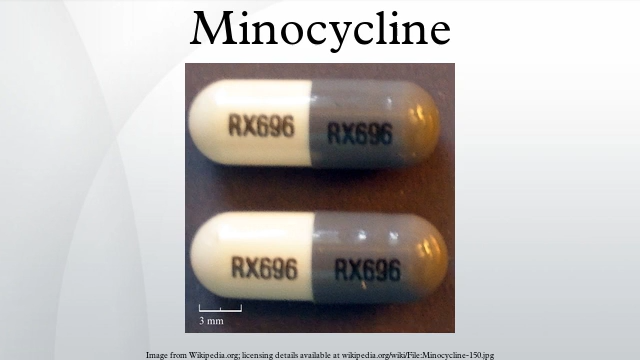 Minocycline
RX696 RX696
RX696 RX696
3 mm
Image from Wikipedia.org; licensing details available at wikipedia.org/wiki/File:Minocycline-150.jpg